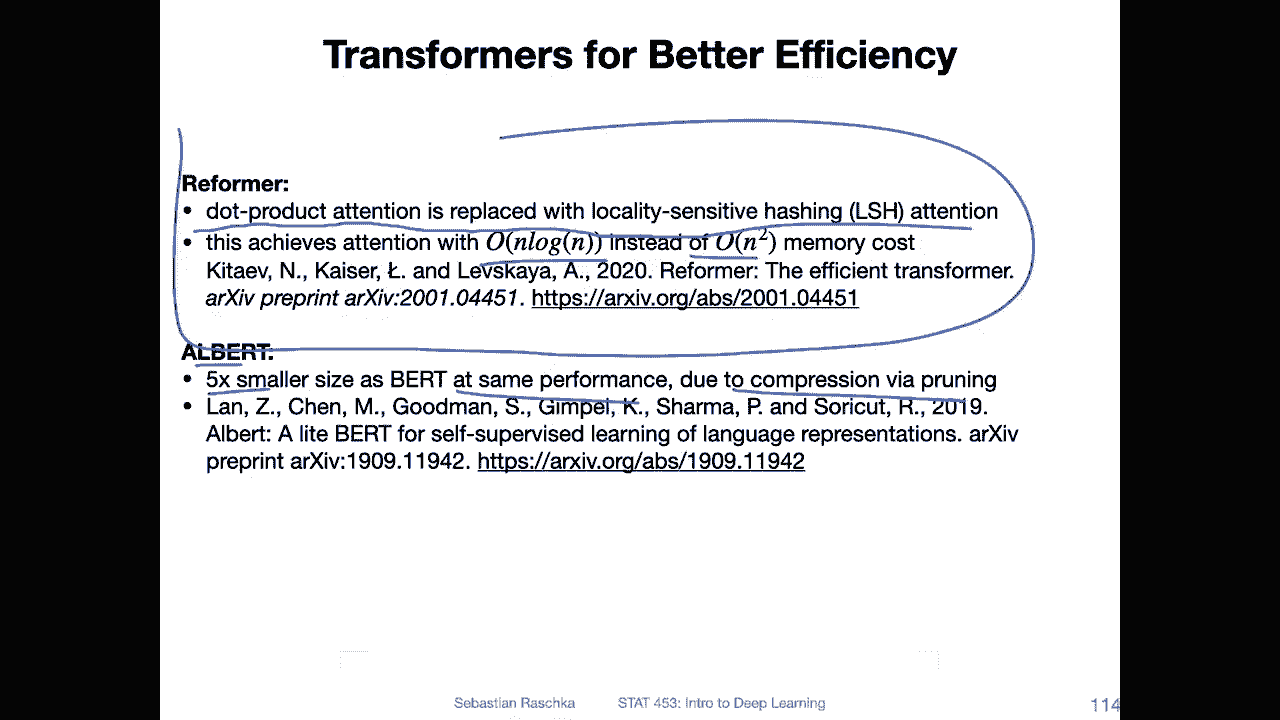 Transformers for Better Efficiency
Reformer:
• dot-product attention is replaced with locality-sensitive hashing (LSH) attention
• this achieves attention with O(nlog(n)) instead of O(n²) memory cost
Kitaev, N., Kaiser, Ł. and Levskaya, A., 2020. Reformer: The efficient transformer.
arXiv preprint arXiv:2001.04451. https://arxiv.org/abs/2001.04451
ALBERT:
• 5x smaller size as BERT at same performance, due to compression via pruning
• Lan, Z., Chen, M., Goodman, S., Gimpel, K., Sharma, P. and Soricut, R., 2019.
Albert: A lite BERT for self-supervised learning of language representations. arXiv
preprint arXiv:1909.11942. https://arxiv.org/abs/1909.11942
Sebastian Raschka STAT 453: Intro to Deep Learning 114